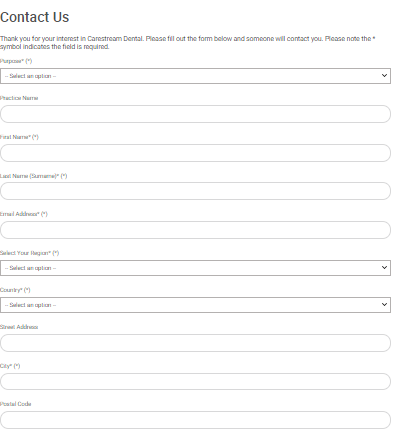 Contact Us
Thank you for your interest in Carestream Dental. Please fill out the form below and someone will contact you. Please note the *
symbol indicates the field is required.
Purpose* (*)
-- Select an option --
Practice Name
First Name* (*)
Last Name (Surname)* (*)
Email Address* (*)
Select Your Region* (*)
-- Select an option --
Country* (*)
-- Select an option --
Street Address
City* (*)
Postal Code